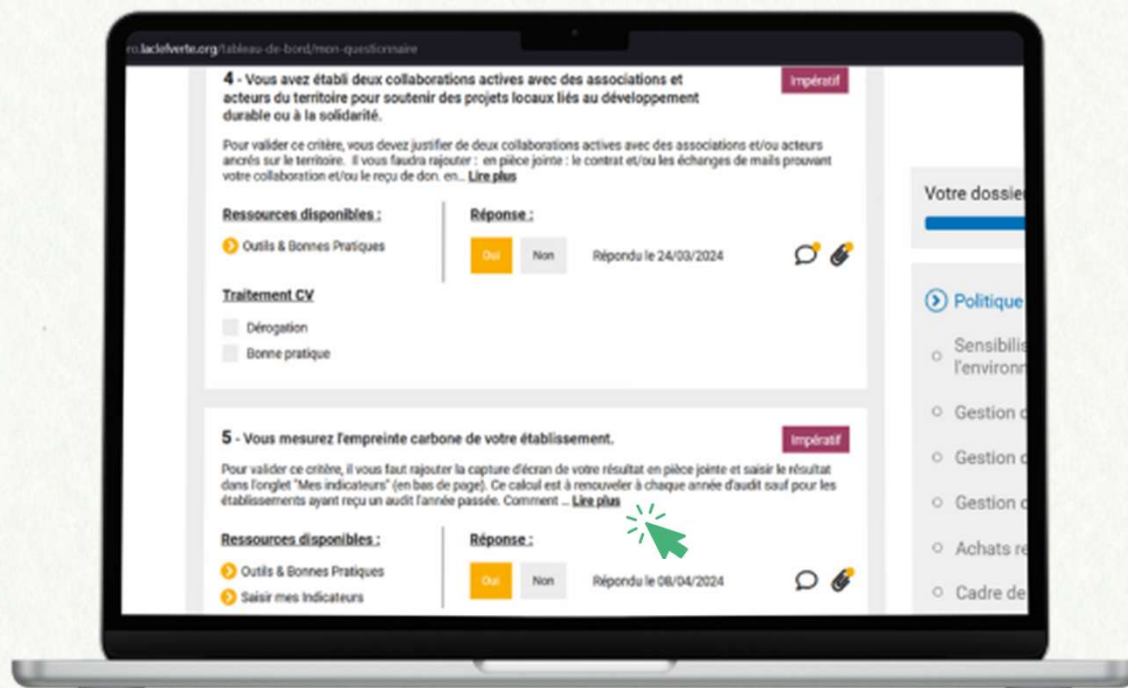 ro.laclefverte.org/tableau-de-bord/mon-questionnaire
4 - Vous avez établi deux collaborations actives avec des associations et
acteurs du territoire pour soutenir des projets locaux liés au développement
durable ou à la solidarité.
Impératif
Pour valider ce critère, vous devez justifier de deux collaborations actives avec des associations et/ou acteurs
ancrés sur le territoire. Il vous faudra rajouter : en pièce jointe : le contrat et/ou les échanges de mails prouvant
votre collaboration et/ou le reçu de don. en... Lire plus
Ressources disponibles :
Outils & Bonnes Pratiques
Réponse :
Oui Non Répondu le 24/03/2024
Traitement CV
Dérogation
Bonne pratique
5 - Vous mesurez l'empreinte carbone de votre établissement.
Impératif
Pour valider ce critère, il vous faut rajouter la capture d'écran de votre résultat en pièce jointe et saisir le résultat
dans l'onglet "Mes indicateurs" (en bas de page). Ce calcul est à renouveler à chaque année d'audit sauf pour les
établissements ayant reçu un audit l'année passée. Comment ... Lire plus
Ressources disponibles :
Outils & Bonnes Pratiques
Saisir mes Indicateurs
Réponse :
Oui Non Répondu le 08/04/2024
Votre dossie
Politique
Sensibilis
l'environn
Gestion d
Gestion d
Gestion d
Achats re
Cadre de